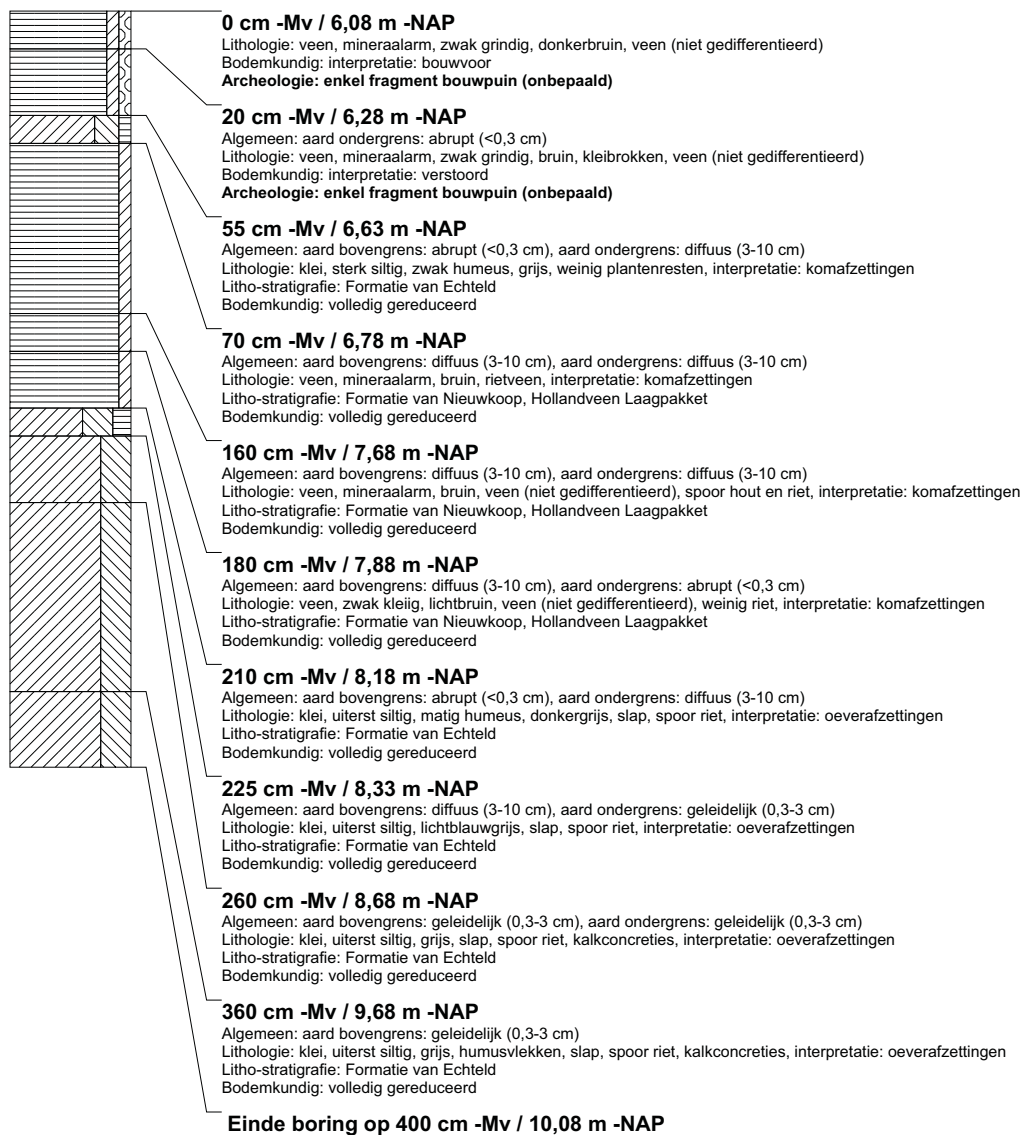 0 cm -Mv / 6,08 m -NAP
Lithologie: veen, mineraalarm, zwak grindig, donkerbruin, veen (niet gedifferentieerd)
Bodemkundig: interpretatie: bouwvoor
Archeologie: enkel fragment bouwpuin (onbepaald)
20 cm -Mv / 6,28 m -NAP
Algemeen: aard ondergrens: abrupt (<0,3 cm)
Lithologie: veen, mineraalarm, zwak grindig, bruin, kleibrokken, veen (niet gedifferentieerd)
Bodemkundig: interpretatie: verstoord
Archeologie: enkel fragment bouwpuin (onbepaald)
55 cm -Mv / 6,63 m -NAP
Algemeen: aard bovengrens: abrupt (<0,3 cm), aard ondergrens: diffuus (3-10 cm)
Lithologie: klei, sterk siltig, zwak humeus, grijs, weinig plantenresten, interpretatie: komafzettingen
Litho-stratigrafie: Formatie van Echteld
Bodemkundig: volledig gereduceerd
70 cm -Mv / 6,78 m -NAP
Algemeen: aard bovengrens: diffuus (3-10 cm), aard ondergrens: diffuus (3-10 cm)
Lithologie: veen, mineraalarm, bruin, rietveen, interpretatie: komafzettingen
Litho-stratigrafie: Formatie van Nieuwkoop, Hollandveen Laagpakket
Bodemkundig: volledig gereduceerd
160 cm -Mv / 7,68 m -NAP
Algemeen: aard bovengrens: diffuus (3-10 cm), aard ondergrens: diffuus (3-10 cm)
Lithologie: veen, mineraalarm, bruin, veen (niet gedifferentieerd), spoor hout en riet, interpretatie: komafzettingen
Litho-stratigrafie: Formatie van Nieuwkoop, Hollandveen Laagpakket
Bodemkundig: volledig gereduceerd
180 cm -Mv / 7,88 m -NAP
Algemeen: aard bovengrens: diffuus (3-10 cm), aard ondergrens: abrupt (<0,3 cm)
Lithologie: veen, zwak kleiig, lichtbruin, veen (niet gedifferentieerd), weinig riet, interpretatie: komafzettingen
Litho-stratigrafie: Formatie van Nieuwkoop, Hollandveen Laagpakket
Bodemkundig: volledig gereduceerd
210 cm -Mv / 8,18 m -NAP
Algemeen: aard bovengrens: abrupt (<0,3 cm), aard ondergrens: diffuus (3-10 cm)
Lithologie: klei, uiterst siltig, matig humeus, donkergrijs, slap, spoor riet, interpretatie: oeverafzettingen
Litho-stratigrafie: Formatie van Echteld
Bodemkundig: volledig gereduceerd
225 cm -Mv / 8,33 m -NAP
Algemeen: aard bovengrens: diffuus (3-10 cm), aard ondergrens: geleidelijk (0,3-3 cm)
Lithologie: klei, uiterst siltig, lichtblauwgrijs, slap, spoor riet, interpretatie: oeverafzettingen
Litho-stratigrafie: Formatie van Echteld
Bodemkundig: volledig gereduceerd
260 cm -Mv / 8,68 m -NAP
Algemeen: aard bovengrens: geleidelijk (0,3-3 cm), aard ondergrens: geleidelijk (0,3-3 cm)
Lithologie: klei, uiterst siltig, grijs, slap, spoor riet, kalkconcreties, interpretatie: oeverafzettingen
Litho-stratigrafie: Formatie van Echteld
Bodemkundig: volledig gereduceerd
360 cm -Mv / 9,68 m -NAP
Algemeen: aard bovengrens: geleidelijk (0,3-3 cm)
Lithologie: klei, uiterst siltig, grijs, humusvlekken, slap, spoor riet, kalkconcreties, interpretatie: oeverafzettingen
Litho-stratigrafie: Formatie van Echteld
Bodemkundig: volledig gereduceerd
Einde boring op 400 cm -Mv / 10,08 m -NAP